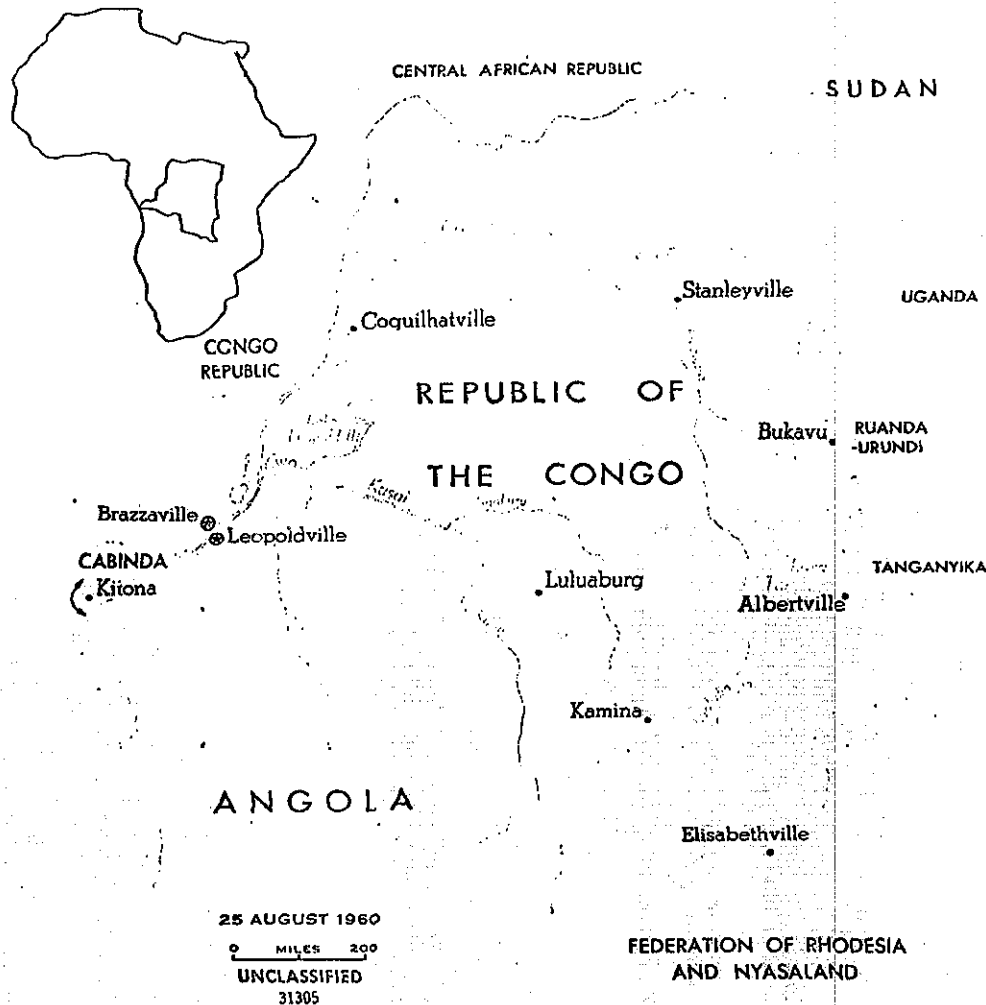 CENTRAL AFRICAN REPUBLIC
SUDAN
Stanleyville
UGANDA
Coquilhatville
CONGO
REPUBLIC
REPUBLIC OF
THE CONGO
Bukavu
RUANDA
-URUNDI
Kasai
Brazzaville
Leopoldville
CABINDA
Kitona
Luluaburg
TANGANYIKA
Albertville
Kamina
ANGOLA
Elisabethville
25 AUGUST 1960
0 MILES 200
UNCLASSIFIED
31305
FEDERATION OF RHODESIA
AND NYASALAND